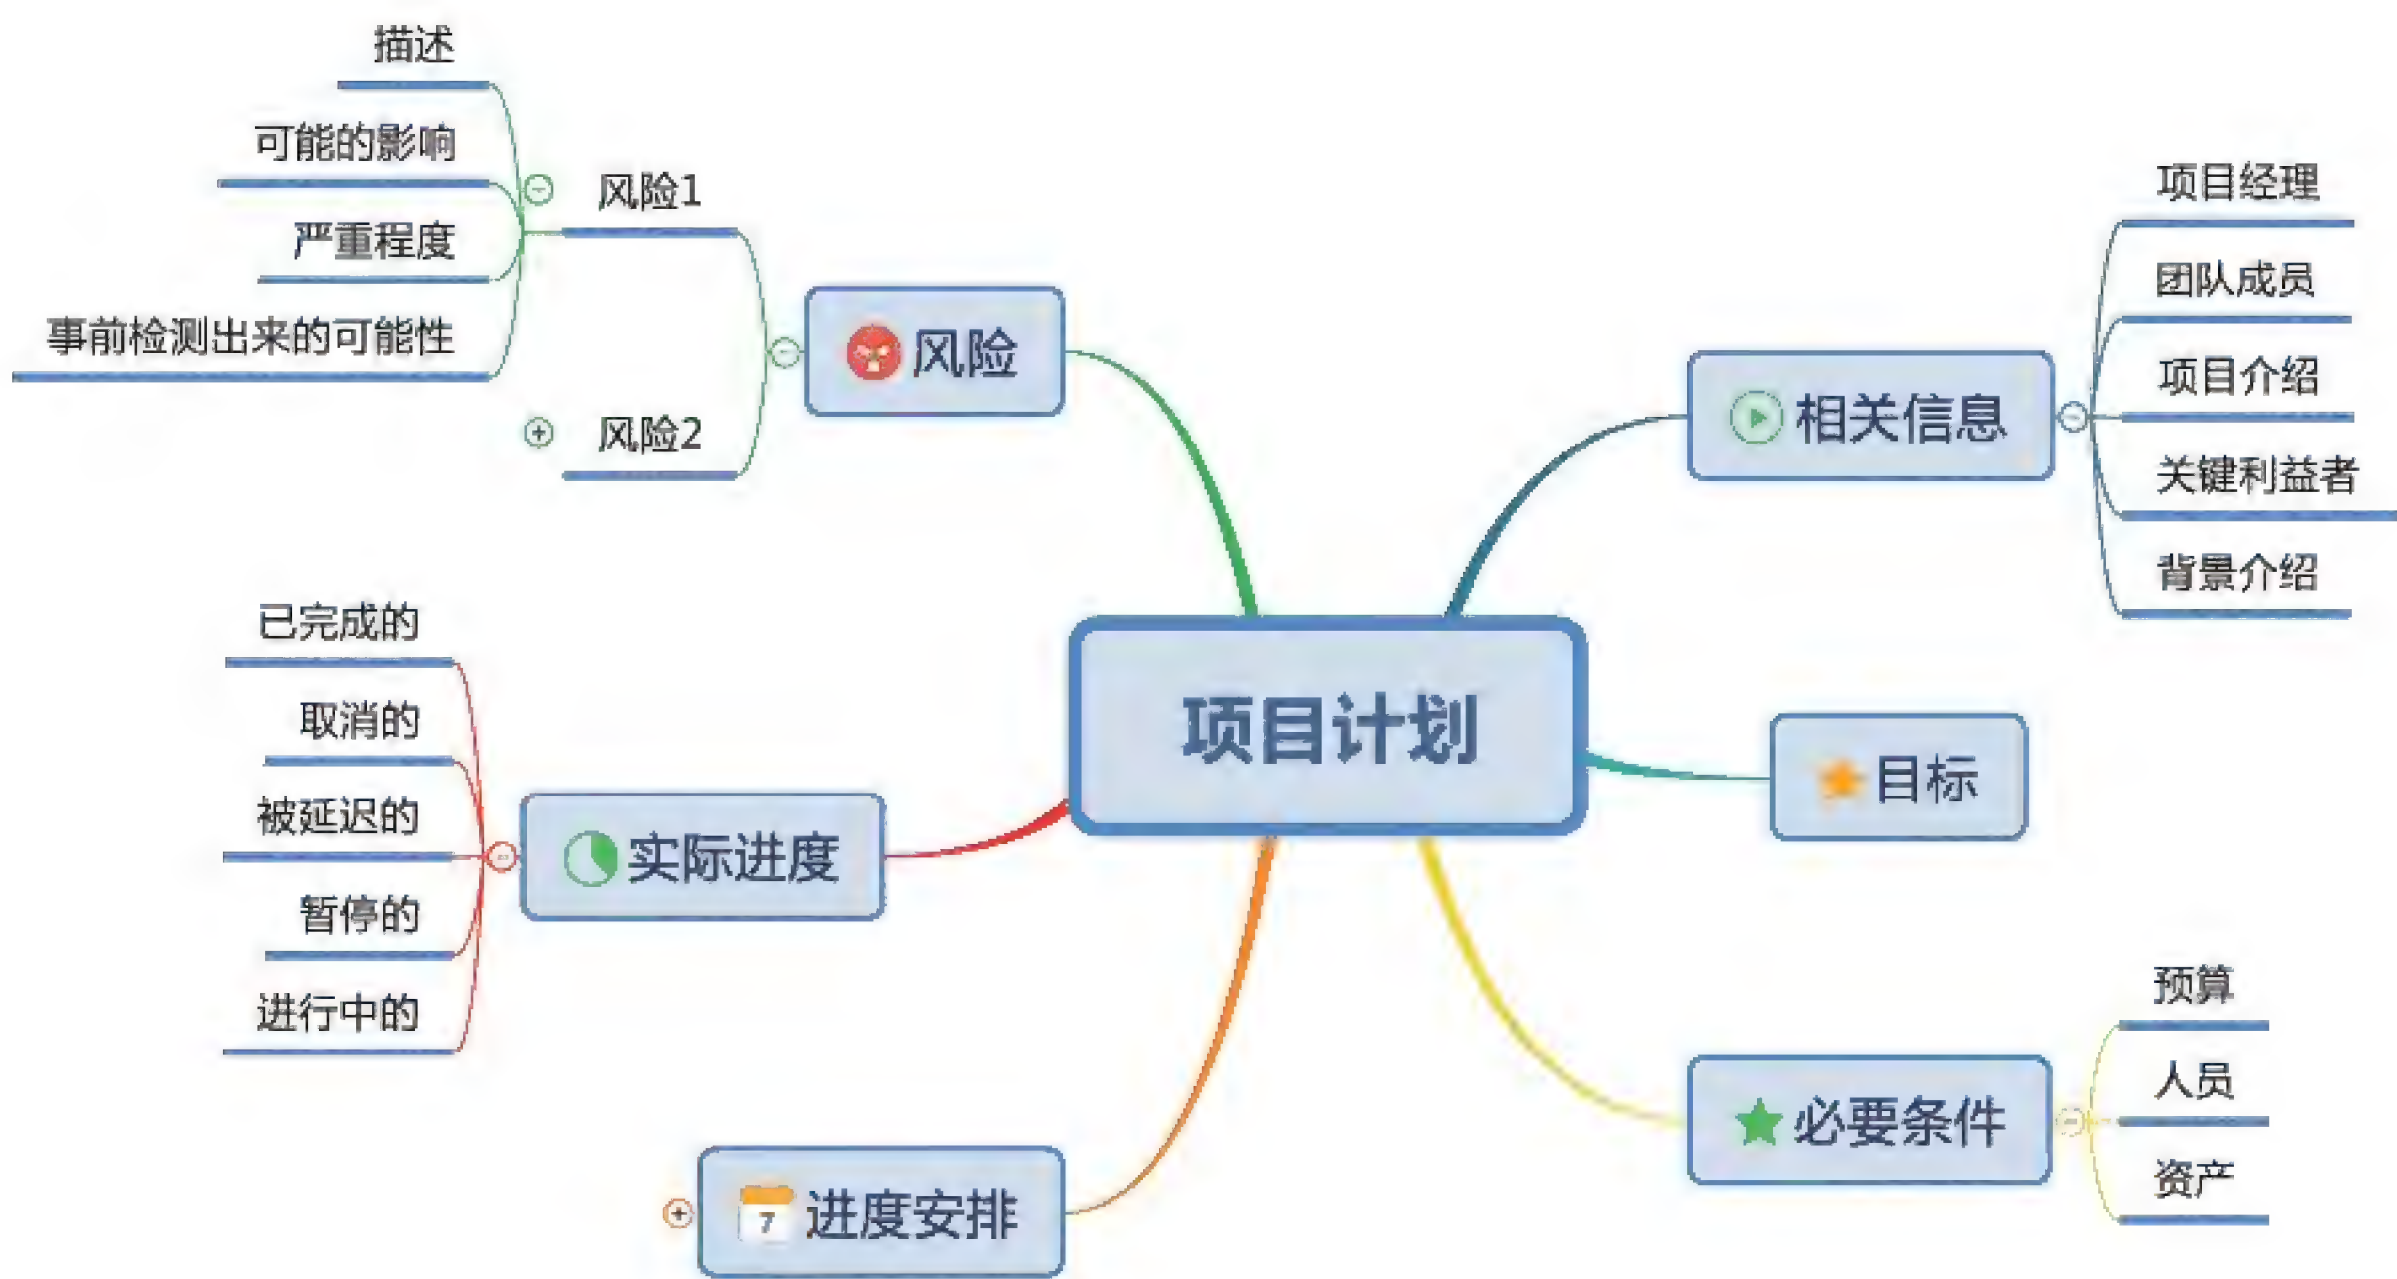 项目计划
相关信息
项目经理
团队成员
项目介绍
关键利益者
背景介绍
目标
必要条件
预算
人员
资产
进度安排
7
实际进度
已完成的
取消的
被延迟的
暂停的
进行中的
风险
风险1
描述
可能的影响
严重程度
事前检测出来的可能性
风险2